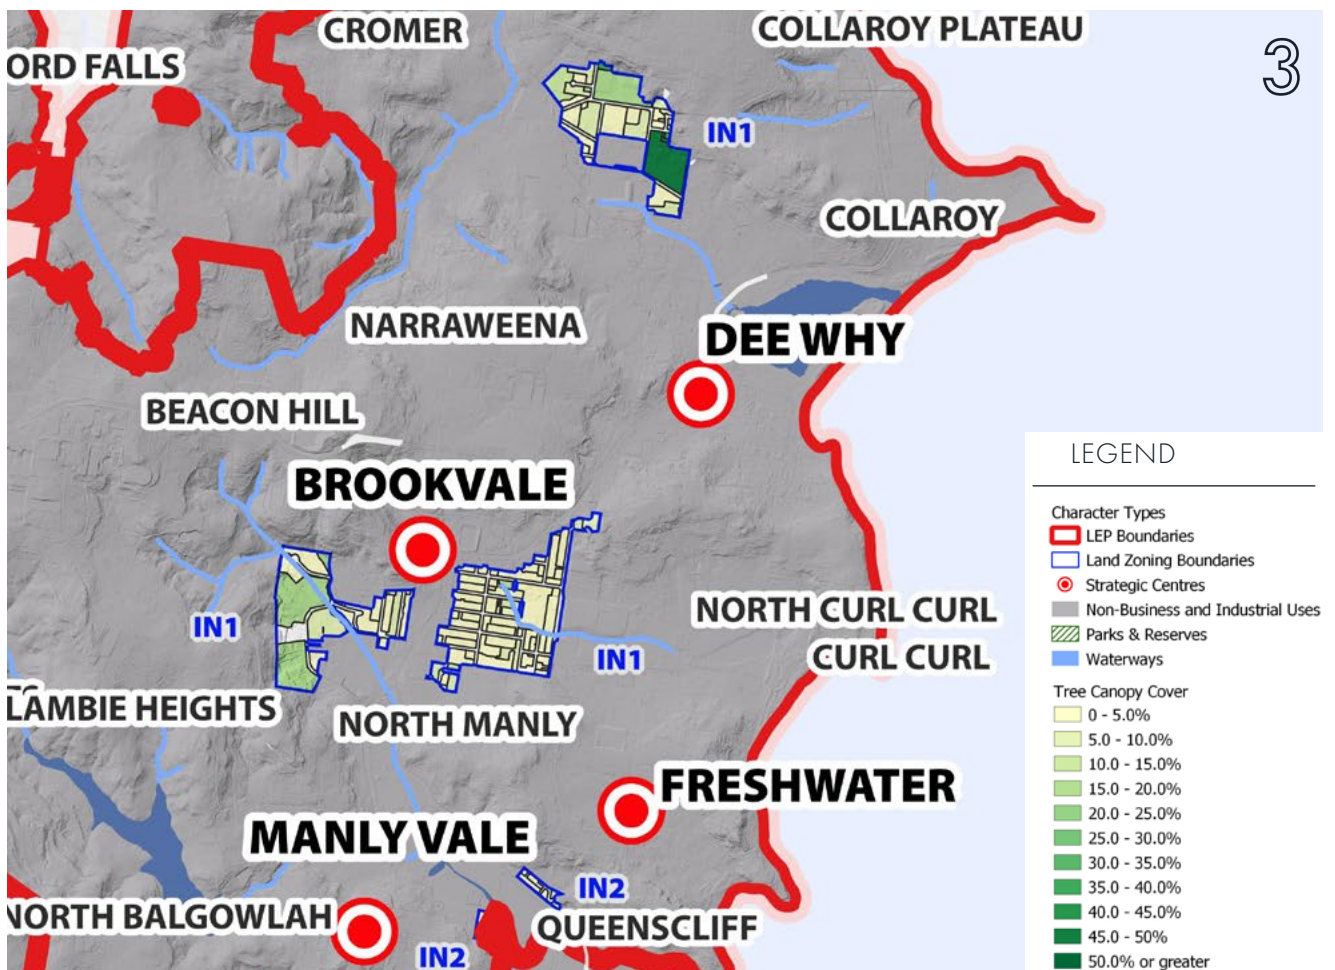 CROMER
COLLAROY PLATEAU
3
ORD FALLS
IN1
COLLAROY
NARRAWEENA
DEE WHY
BEACON HILL
BROOKVALE
IN1
NORTH CURL CURL
IN1
CURL CURL
LAMBIE HEIGHTS
NORTH MANLY
FRESHWATER
MANLY VALE
IN2
NORTH BALGOWLAH
QUEENSCLIFF
IN2
LEGEND
Character Types
LEP Boundaries
Land Zoning Boundaries
Strategic Centres
Non-Business and Industrial Uses
Parks & Reserves
Waterways
Tree Canopy Cover
0 - 5.0%
5.0 - 10.0%
10.0 - 15.0%
15.0 - 20.0%
20.0 - 25.0%
25.0 - 30.0%
30.0 - 35.0%
35.0 - 40.0%
40.0 - 45.0%
45.0 - 50%
50.0% or greater